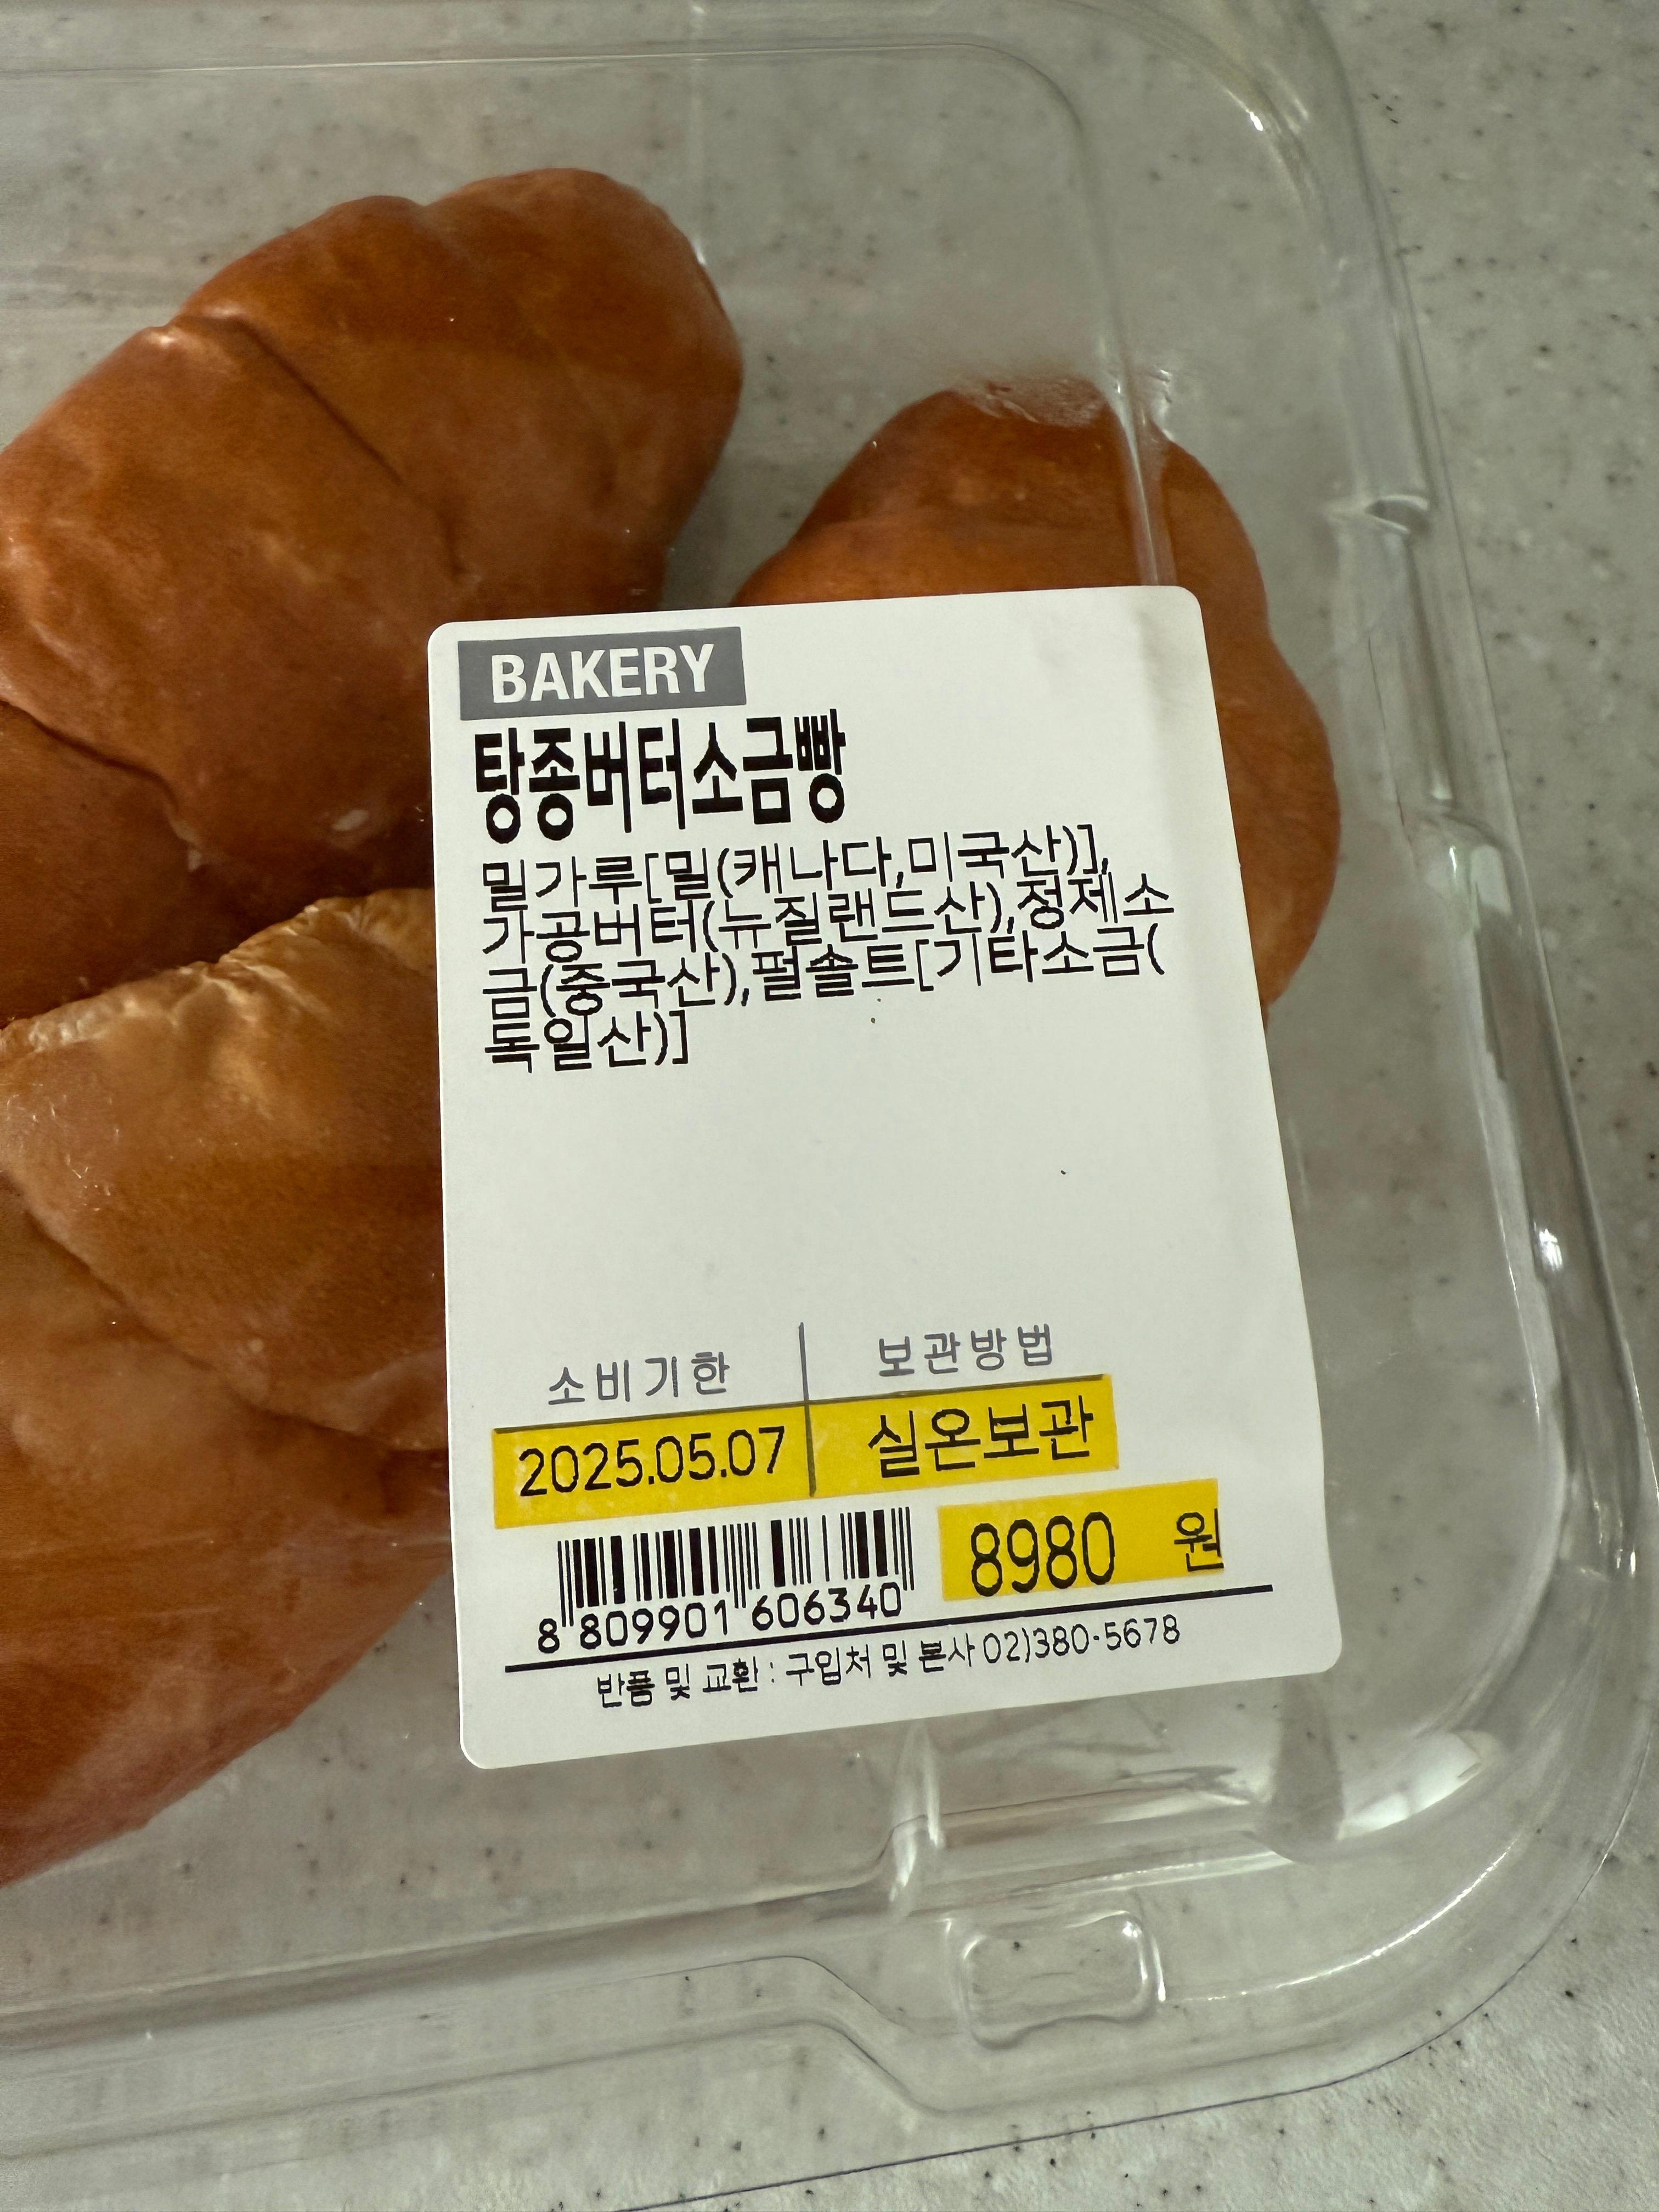 BAKERY
탕종버터소금빵
밀가루[밀(캐나다,미국산)],
가공버터(뉴질랜드산),정제소
금(중국산),펄솔트[기타소금(
독일산)]
소비기한 보관방법
2025.05.07 실온보관
8980 원
8 809901 606340
반품 및 교환 : 구입처 및 본사 02)380-5678